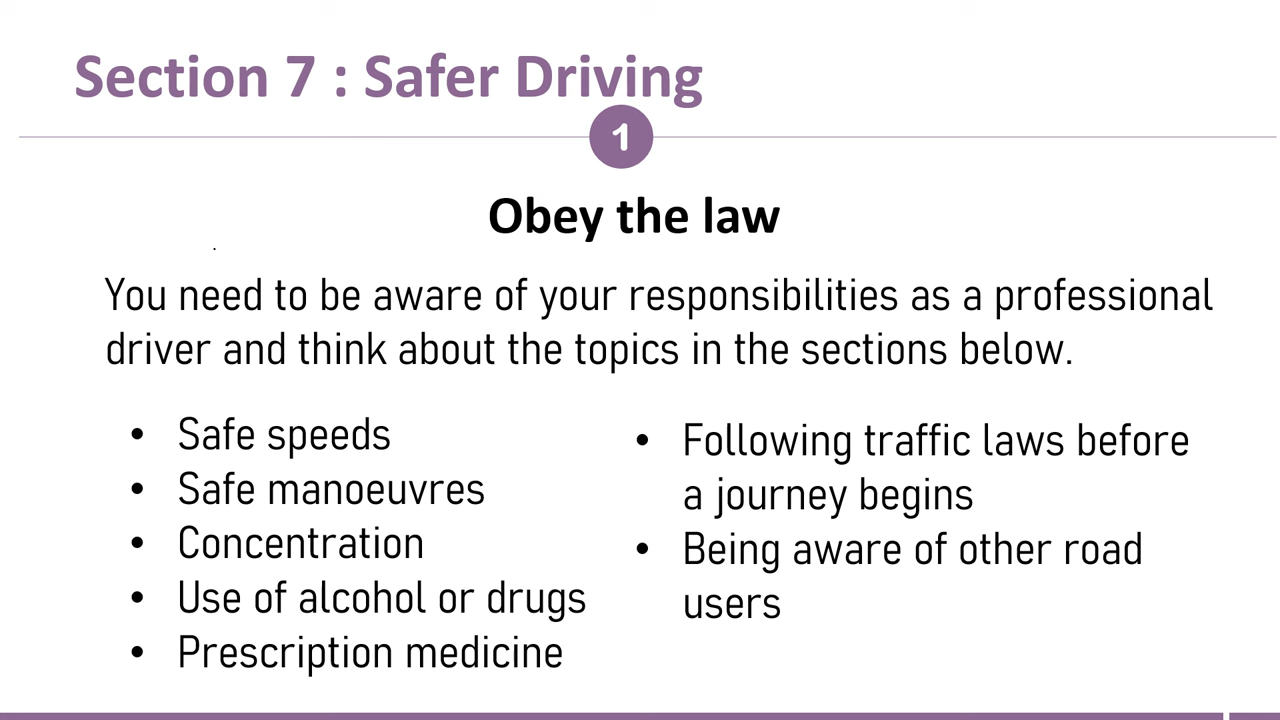 Section 7 : Safer Driving
1
Obey the law
.
You need to be aware of your responsibilities as a professional
driver and think about the topics in the sections below.
• Safe speeds
• Safe manoeuvres
• Concentration
• Use of alcohol or drugs
• Prescription medicine
• Following traffic laws before
a journey begins
• Being aware of other road
users